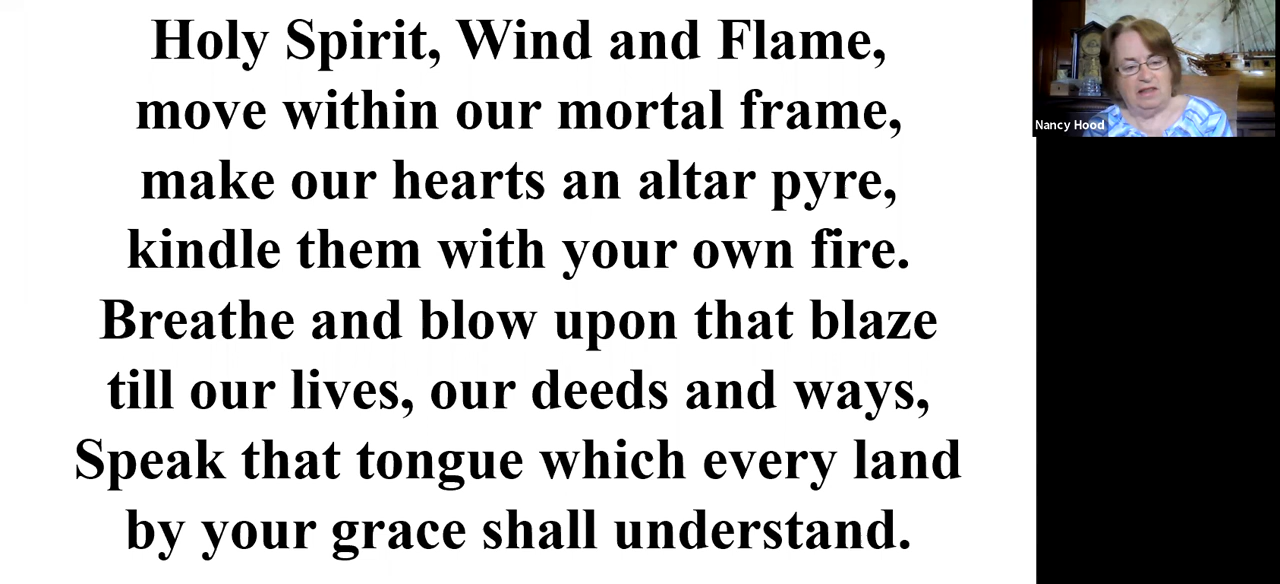 Holy Spirit, Wind and Flame,
move within our mortal frame,
make our hearts an altar pyre,
kindle them with your own fire.
Breathe and blow upon that blaze
till our lives, our deeds and ways,
Speak that tongue which every land
by your grace shall understand.
Nancy Hood